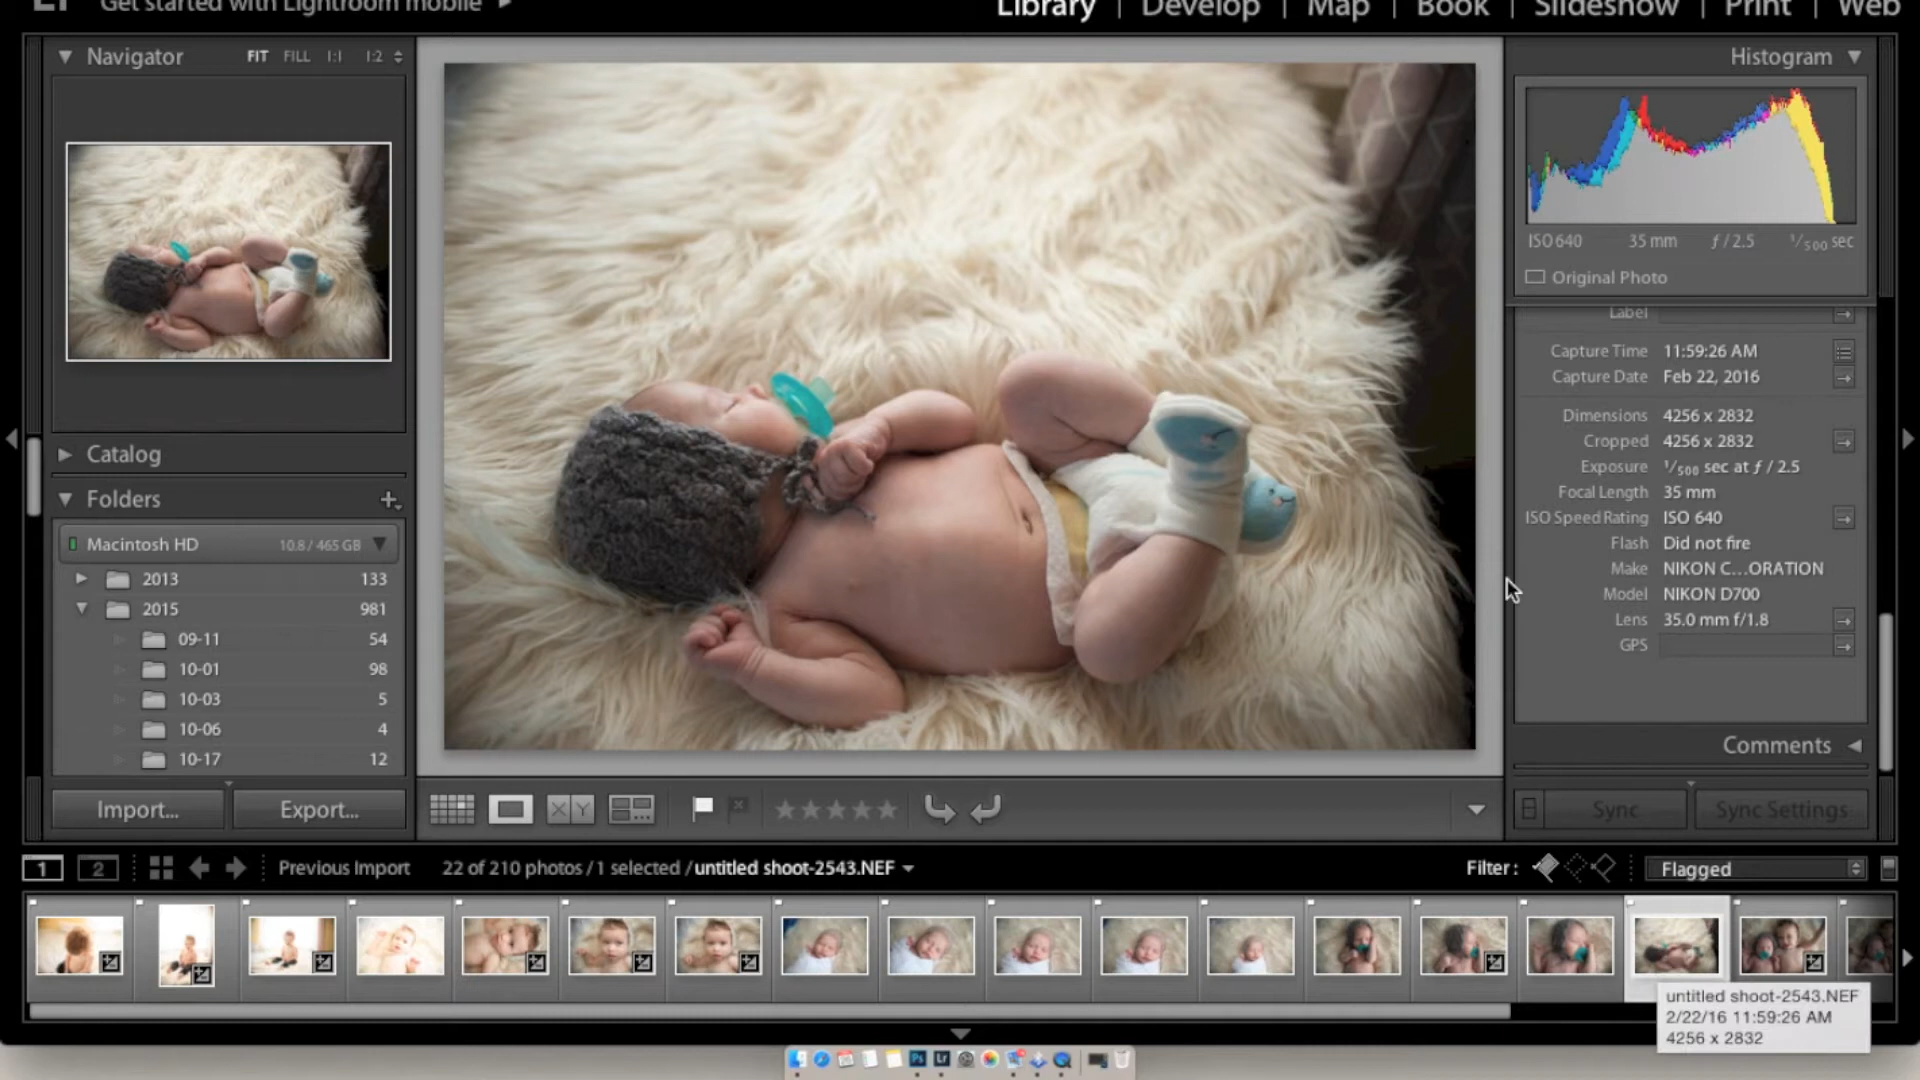 Lr Get started with Lightroom mobile
Library | Develop | Map | Book | Slideshow | Print | Web
Navigator FIT FILL 1:1 1:2
Histogram
ISO 640 35 mm ƒ / 2.5 1/500 sec
Original Photo
Label
Capture Time 11:59:26 AM
Capture Date Feb 22, 2016
Dimensions 4256 x 2832
Cropped 4256 x 2832
Exposure 1/500 sec at ƒ / 2.5
Focal Length 35 mm
ISO Speed Rating ISO 640
Flash Did not fire
Make NIKON C...ORATION
Model NIKON D700
Lens 35.0 mm f/1.8
GPS
Comments
Sync Sync Settings
Catalog
Folders
Macintosh HD 10.8 / 465 GB
2013 133
2015 981
09-11 54
10-01 98
10-03 5
10-06 4
10-17 12
Import... Export...
X Y
1 2 Previous Import 22 of 210 photos / 1 selected / untitled shoot-2543.NEF Filter : Flagged
untitled shoot-2543.NEF
2/22/16 11:59:26 AM
4256 x 2832
Ps Lr